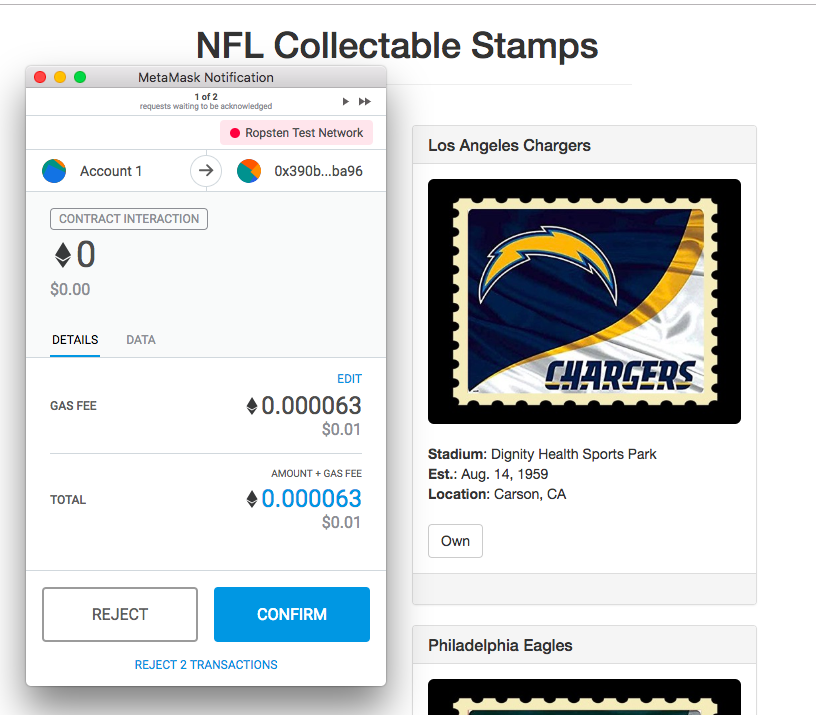 NFL Collectable Stamps
MetaMask Notification
1 of 2
requests waiting to be acknowledged
Ropsten Test Network
Account 1
0x390b...ba96
CONTRACT INTERACTION
0
$0.00
DETAILS DATA
EDIT
GAS FEE 0.000063
$0.01
AMOUNT + GAS FEE
TOTAL 0.000063
$0.01
REJECT CONFIRM
REJECT 2 TRANSACTIONS
Los Angeles Chargers
CHARGERS
Stadium: Dignity Health Sports Park
Est.: Aug. 14, 1959
Location: Carson, CA
Own
Philadelphia Eagles